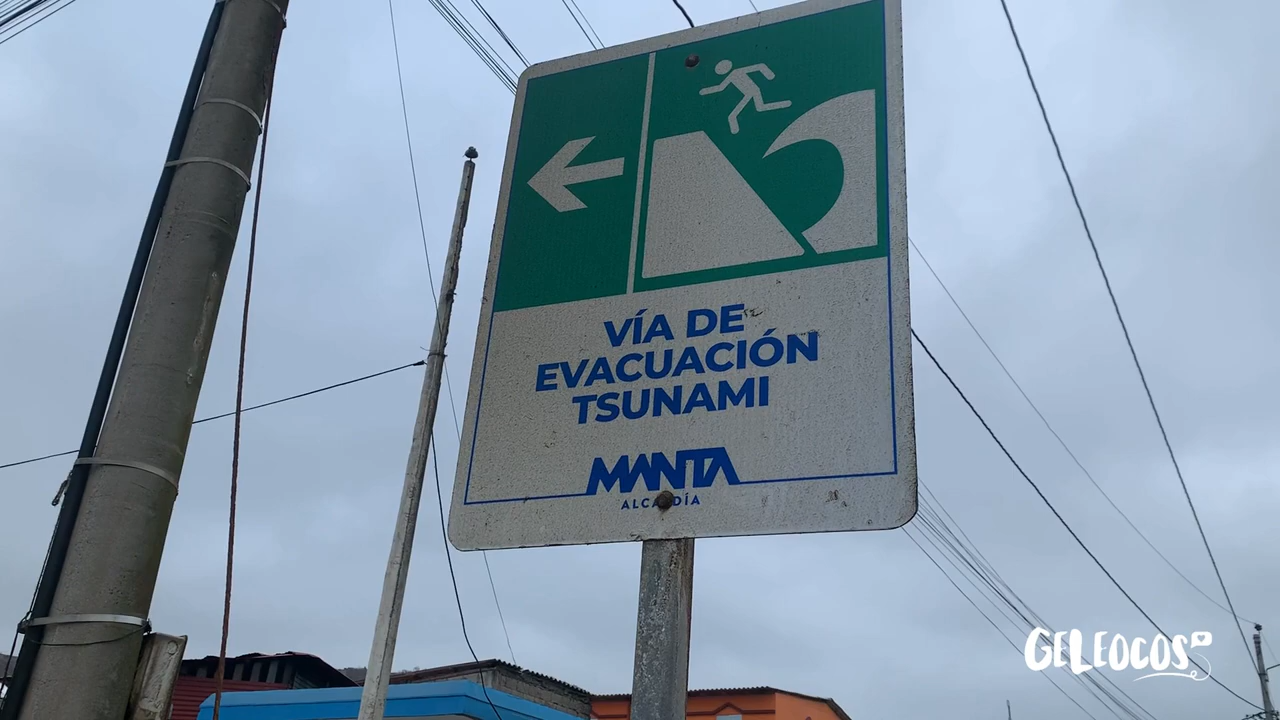 VÍA DE
EVACUACIÓN
TSUNAMI
MANTA
ALCALDÍA
GELEOCOS